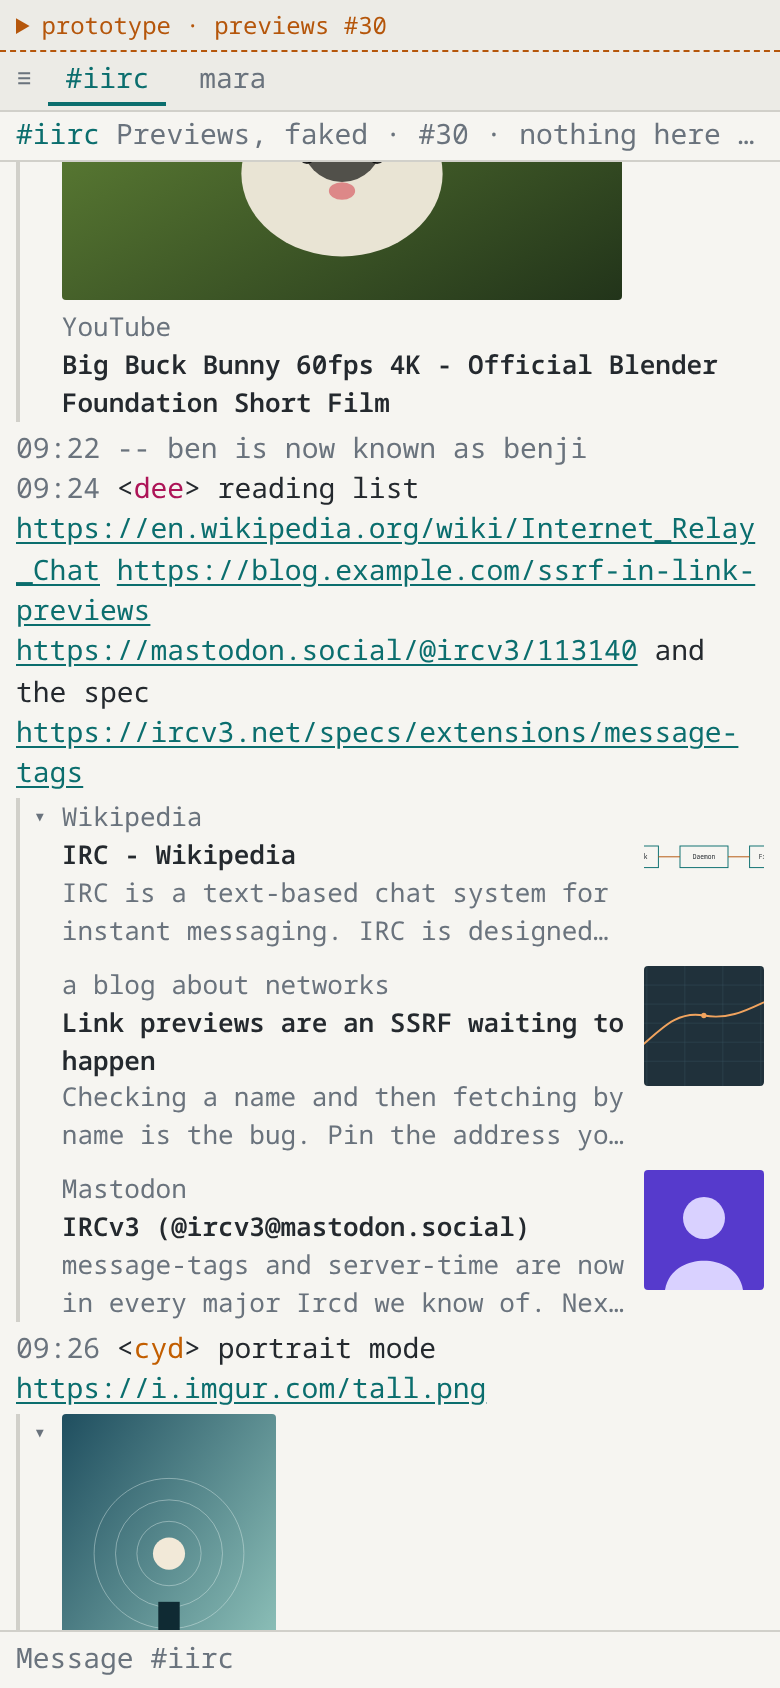 ▶ prototype · previews #30
≡ #iirc mara
#iirc Previews, faked · #30 · nothing here …
YouTube
Big Buck Bunny 60fps 4K - Official Blender
Foundation Short Film
09:22 -- ben is now known as benji
09:24 <dee> reading list
https://en.wikipedia.org/wiki/Internet_Relay
_Chat https://blog.example.com/ssrf-in-link-
previews
https://mastodon.social/@ircv3/113140 and
the spec
https://ircv3.net/specs/extensions/message-
tags
▾ Wikipedia
IRC - Wikipedia
k Daemon F
IRC is a text-based chat system for
instant messaging. IRC is designed…
a blog about networks
Link previews are an SSRF waiting to
happen
Checking a name and then fetching by
name is the bug. Pin the address yo…
Mastodon
IRCv3 (@ircv3@mastodon.social)
message-tags and server-time are now
in every major Ircd we know of. Nex…
09:26 <cyd> portrait mode
https://i.imgur.com/tall.png
▾
Message #iirc